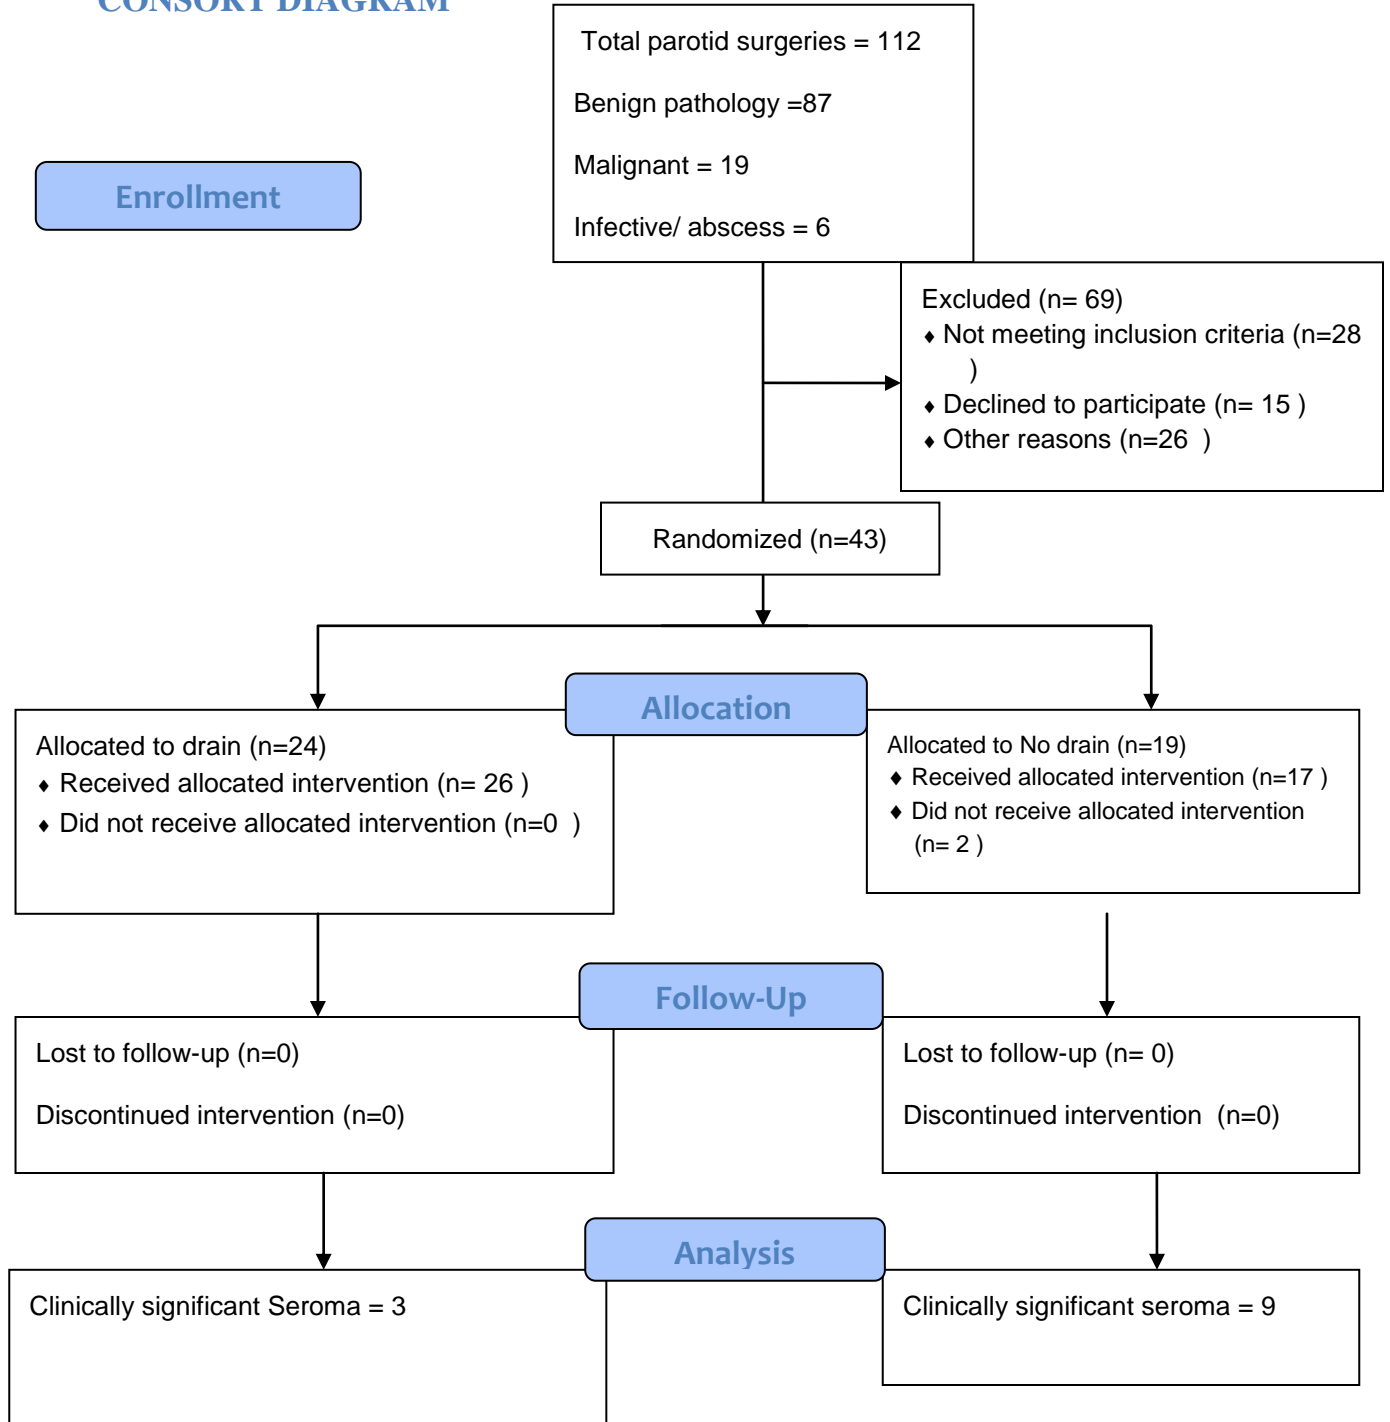 CONSORT DIAGRAM
Total parotid surgeries = 112
Benign pathology =87
Malignant = 19
Infective/ abscess = 6
Enrollment
Excluded (n= 69)
♦ Not meeting inclusion criteria (n=28
)
♦ Declined to participate (n= 15 )
♦ Other reasons (n=26 )
Randomized (n=43)
Allocation
Allocated to drain (n=24)
♦ Received allocated intervention (n= 26 )
♦ Did not receive allocated intervention (n=0 )
Allocated to No drain (n=19)
♦ Received allocated intervention (n=17 )
♦ Did not receive allocated intervention
(n= 2 )
Follow-Up
Lost to follow-up (n=0)
Discontinued intervention (n=0)
Lost to follow-up (n= 0)
Discontinued intervention (n=0)
Analysis
Clinically significant Seroma = 3
Clinically significant seroma = 9